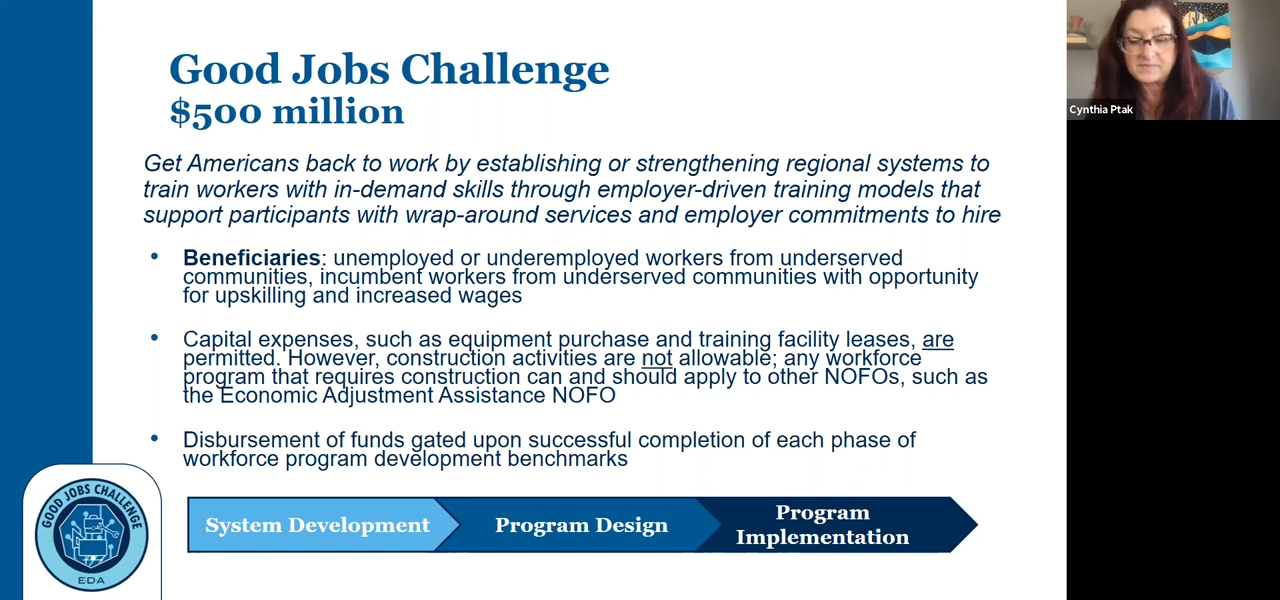 Good Jobs Challenge
$500 million
Get Americans back to work by establishing or strengthening regional systems to
train workers with in-demand skills through employer-driven training models that
support participants with wrap-around services and employer commitments to hire
• Beneficiaries: unemployed or underemployed workers from underserved
communities, incumbent workers from underserved communities with opportunity
for upskilling and increased wages
• Capital expenses, such as equipment purchase and training facility leases, are
permitted. However, construction activities are not allowable; any workforce
program that requires construction can and should apply to other NOFOs, such as
the Economic Adjustment Assistance NOFO
• Disbursement of funds gated upon successful completion of each phase of
workforce program development benchmarks
System Development
Program Design
Program
Implementation
GOOD JOBS CHALLENGE
EDA
Cynthia Ptak